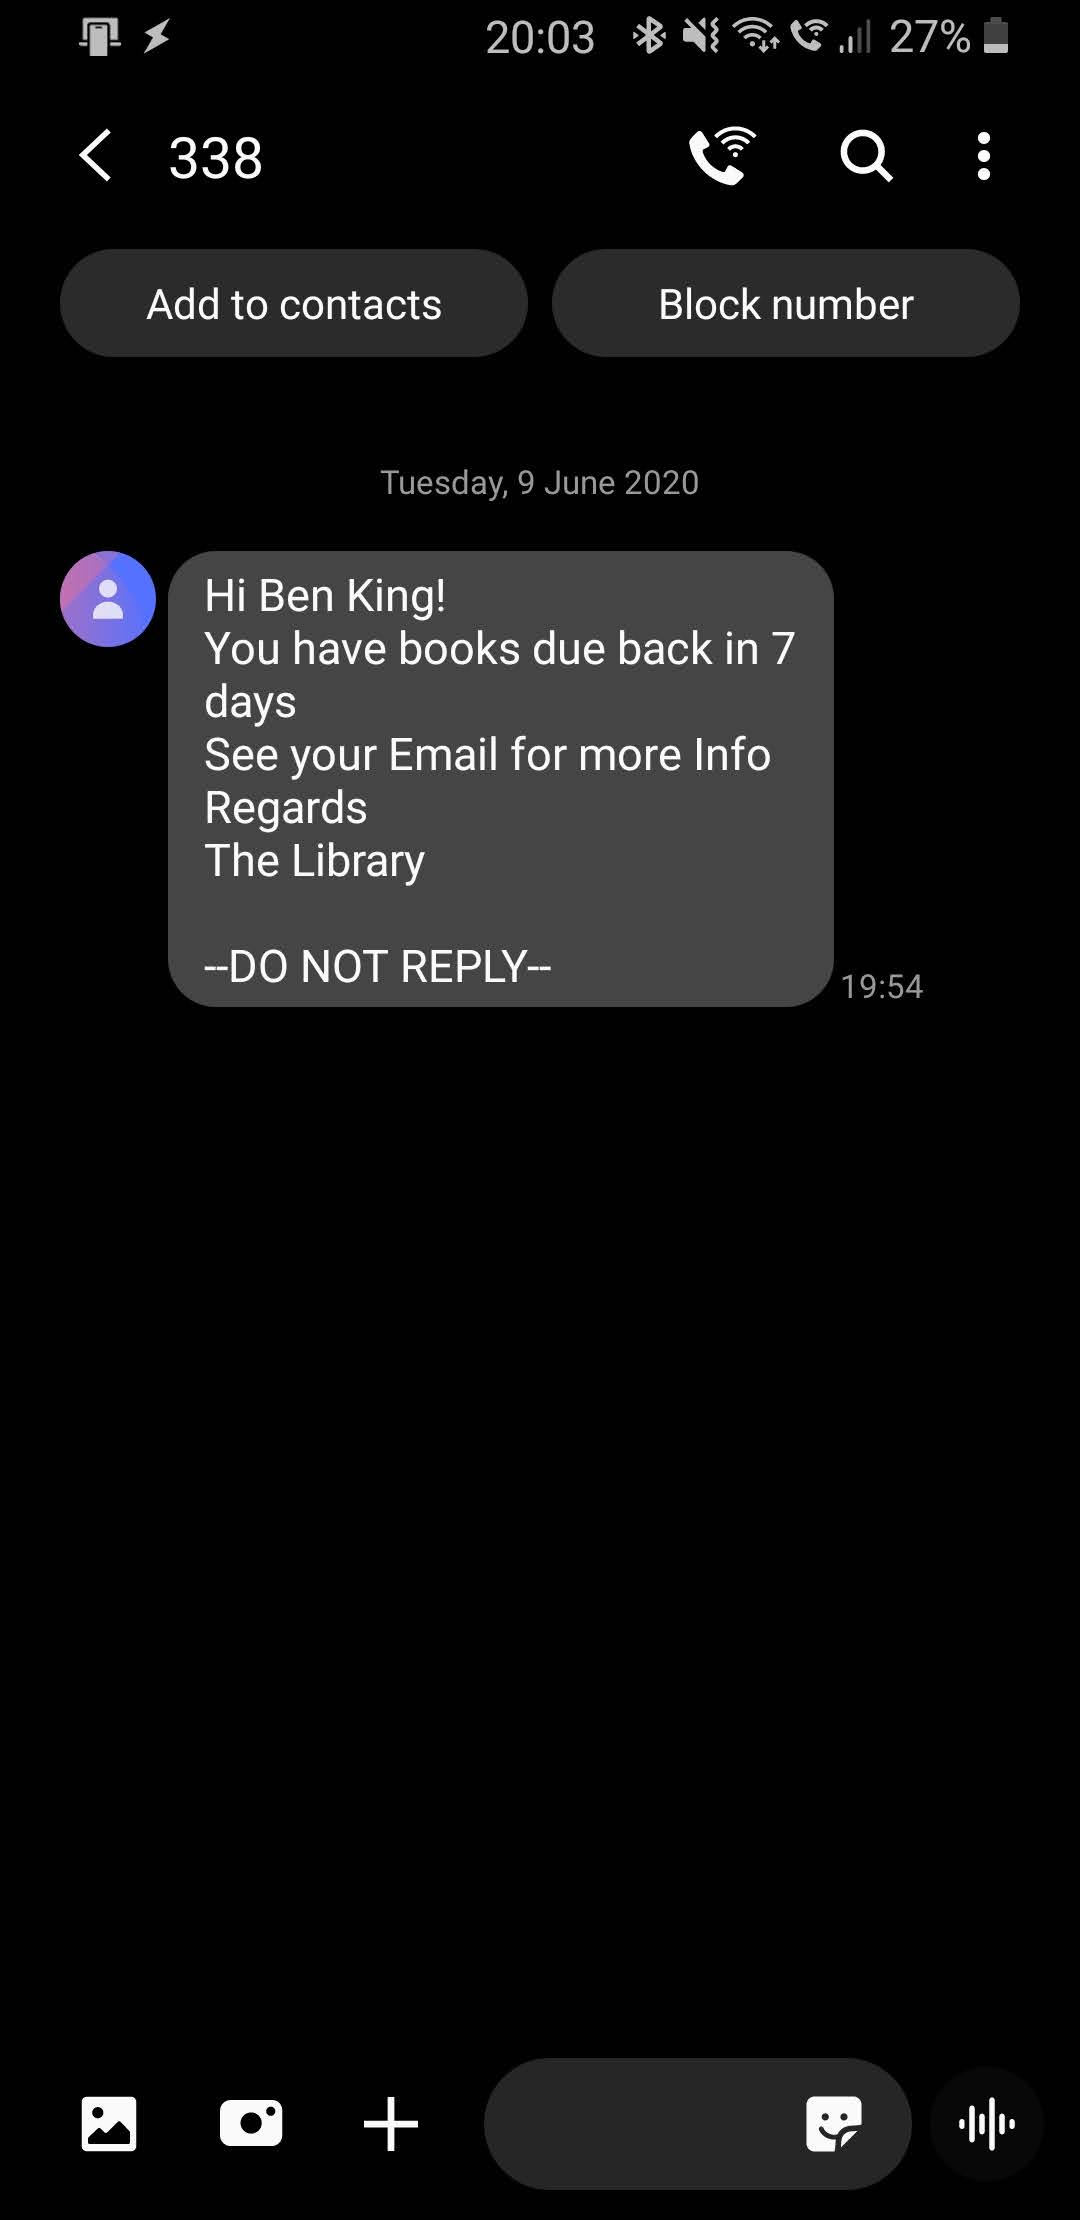 20:03 27%
338
Add to contacts Block number
Tuesday, 9 June 2020
Hi Ben King!
You have books due back in 7
days
See your Email for more Info
Regards
The Library
--DO NOT REPLY--
19:54